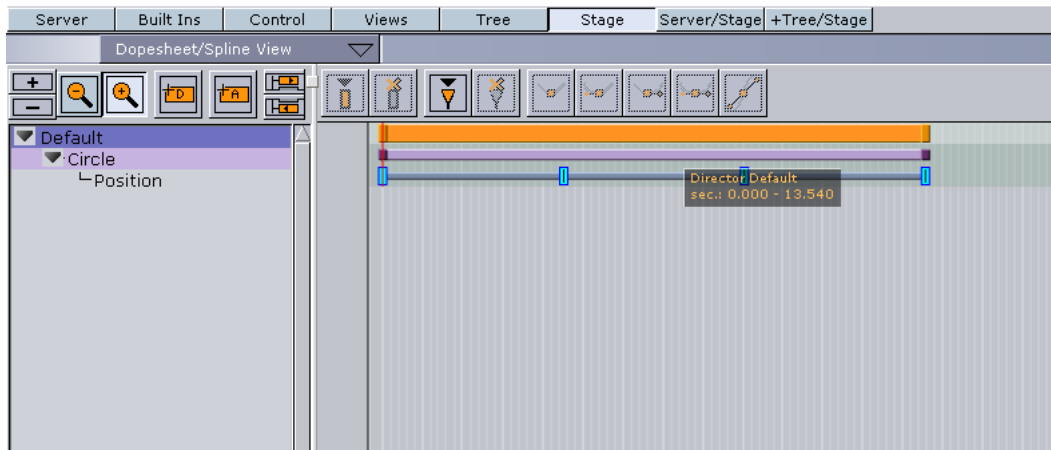 Server Built Ins Control Views Tree Stage Server/Stage +Tree/Stage
Dopesheet/Spline View
D A
Default
Circle
Position
Director Default
sec.: 0.000 - 13.540